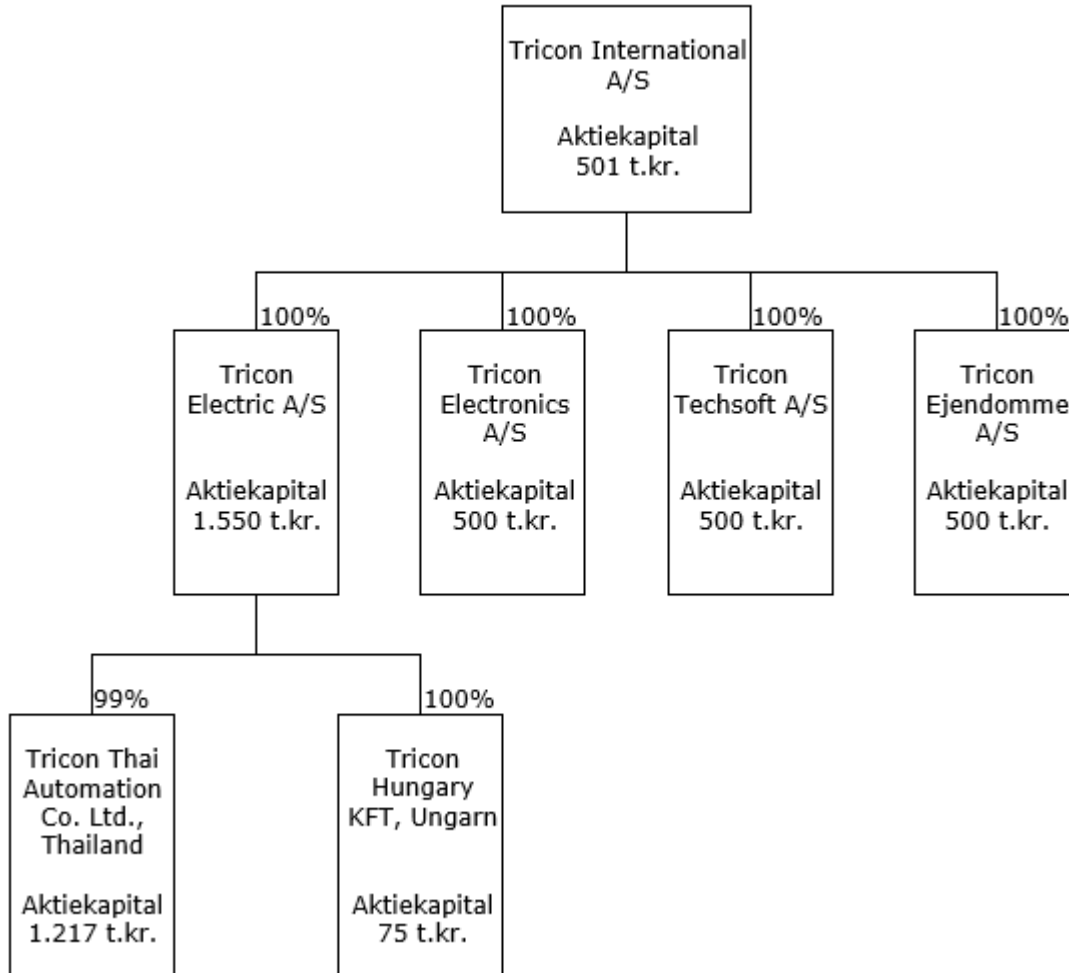 Tricon International
A/S
Aktiekapital
501 t.kr.
100%
100%
100%
100%
Tricon
Electric A/S
Aktiekapital
1.550 t.kr.
Tricon
Electronics
A/S
Aktiekapital
500 t.kr.
Tricon
Techsoft A/S
Aktiekapital
500 t.kr.
Tricon
Ejendomme
A/S
Aktiekapital
500 t.kr.
99%
100%
Tricon Thai
Automation
Co. Ltd.,
Thailand
Aktiekapital
1.217 t.kr.
Tricon
Hungary
KFT, Ungarn
Aktiekapital
75 t.kr.